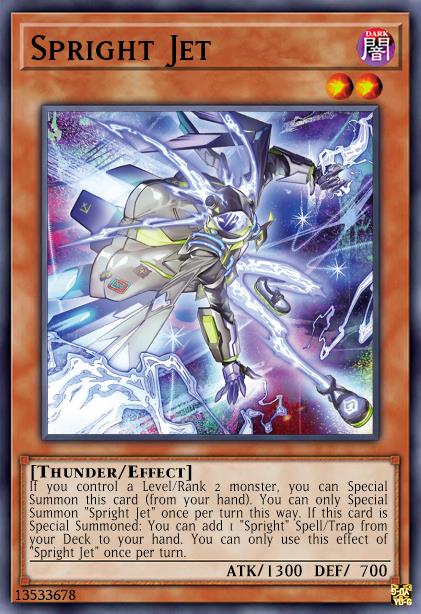 Spright Jet
DARK
闇
[Thunder/Effect]
If you control a Level/Rank 2 monster, you can Special
Summon this card (from your hand). You can only Special
Summon "Spright Jet" once per turn this way. If this card is
Special Summoned: You can add 1 "Spright" Spell/Trap from
your Deck to your hand. You can only use this effect of
"Spright Jet" once per turn.
ATK/1300 DEF/ 700
13533678